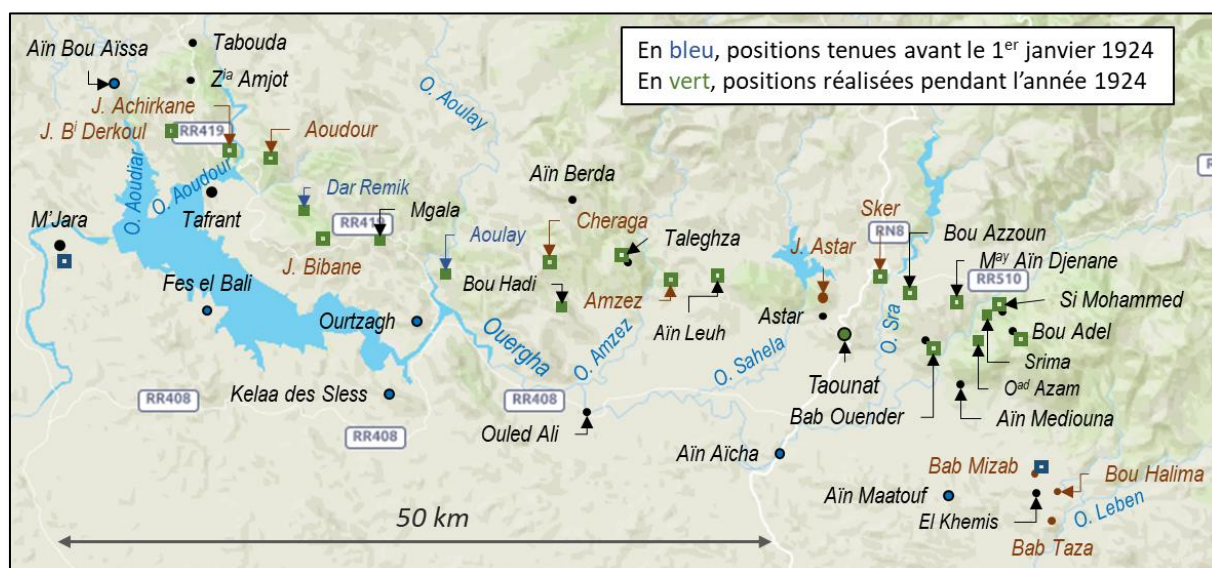 En bleu, positions tenues avant le 1er janvier 1924
En vert, positions réalisées pendant l'année 1924
Aïn Bou Aïssa
Tabouda
Zia Amjot
J. Achirkane
J. Bi Derkoul
RR419
Aoudour
O. Aoulay
O. Aoudiar
O. Aoudour
Tafrant
M'Jara
Dar Remik
RR419
Mgala
J. Bibane
Aoulay
Fes el Bali
Ourtzagh
Kelaa des Sless
RR408
RR408
Aïn Berda
Cheraga
Taleghza
Bou Hadi
Amzez
Aïn Leuh
Ouergha
O. Amzez
RR408
Ouled Ali
O. Sahela
J. Astar
Astar
Taounat
Sker
RN8
Bou Azzoun
May Aïn Djenane
RR510
Si Mohammed
Bou Adel
Srima
Oad Azam
O. Sra
Bab Ouender
Aïn Mediouna
Aïn Aïcha
Aïn Maatouf
Bab Mizab
Bou Halima
El Khemis
O. Leben
Bab Taza
50 km